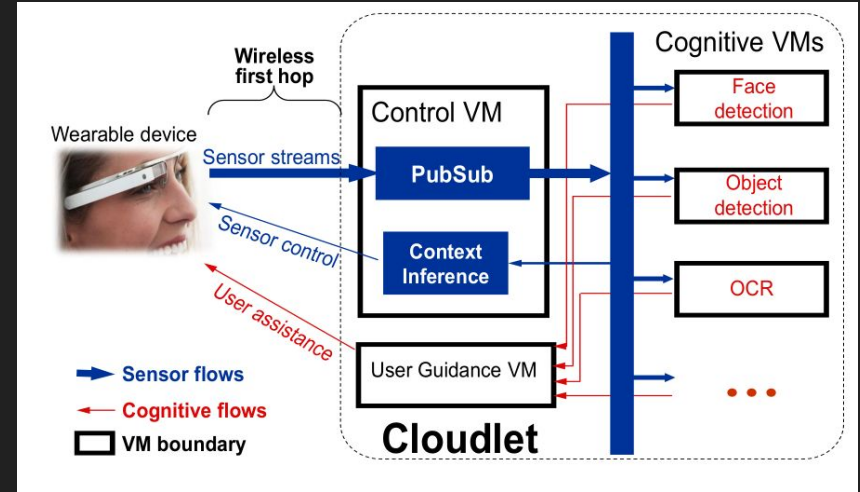 Wireless
first hop
Cognitive VMs
Wearable device
Control VM
Face
detection
Sensor streams
PubSub
Object
detection
Sensor control
Context
Inference
OCR
User assistance
User Guidance VM
Sensor flows
Cognitive flows
VM boundary
Cloudlet